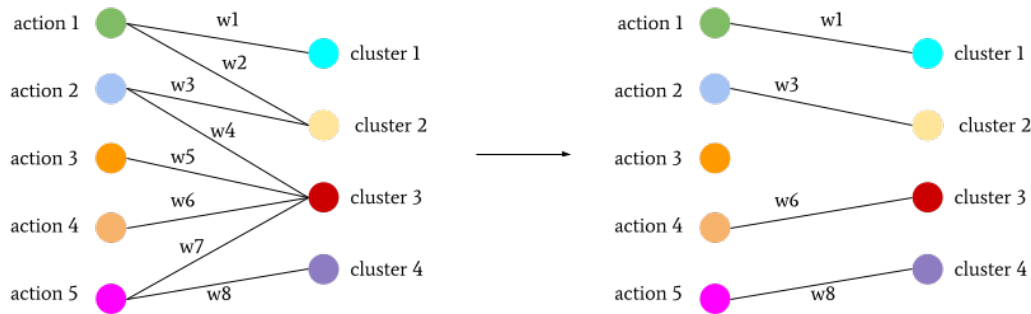 action 1
w1
cluster 1
w2
action 2
w3
cluster 2
w4
action 3
w5
cluster 3
w6
action 4
w7
cluster 4
action 5
w8
action 1
w1
cluster 1
action 2
w3
cluster 2
action 3
cluster 3
w6
action 4
cluster 4
action 5
w8